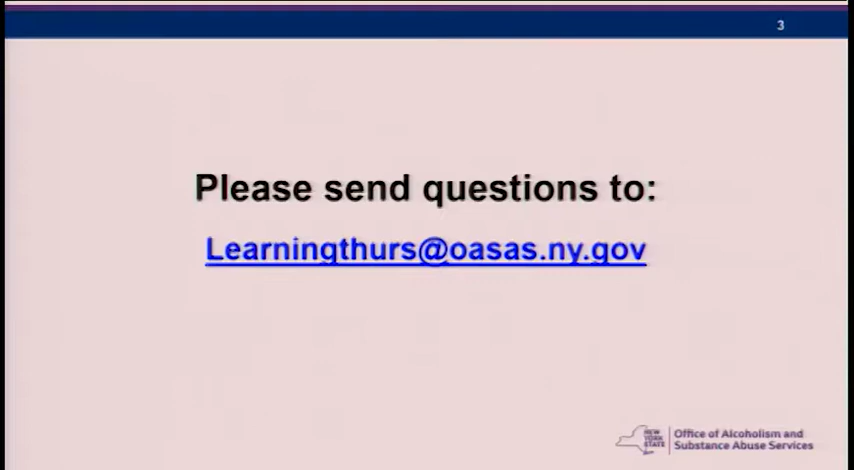 3
Please send questions to:
Learningthurs@oasas.ny.gov
NEW
YORK
STATE
Office of Alcoholism and
Substance Abuse Services